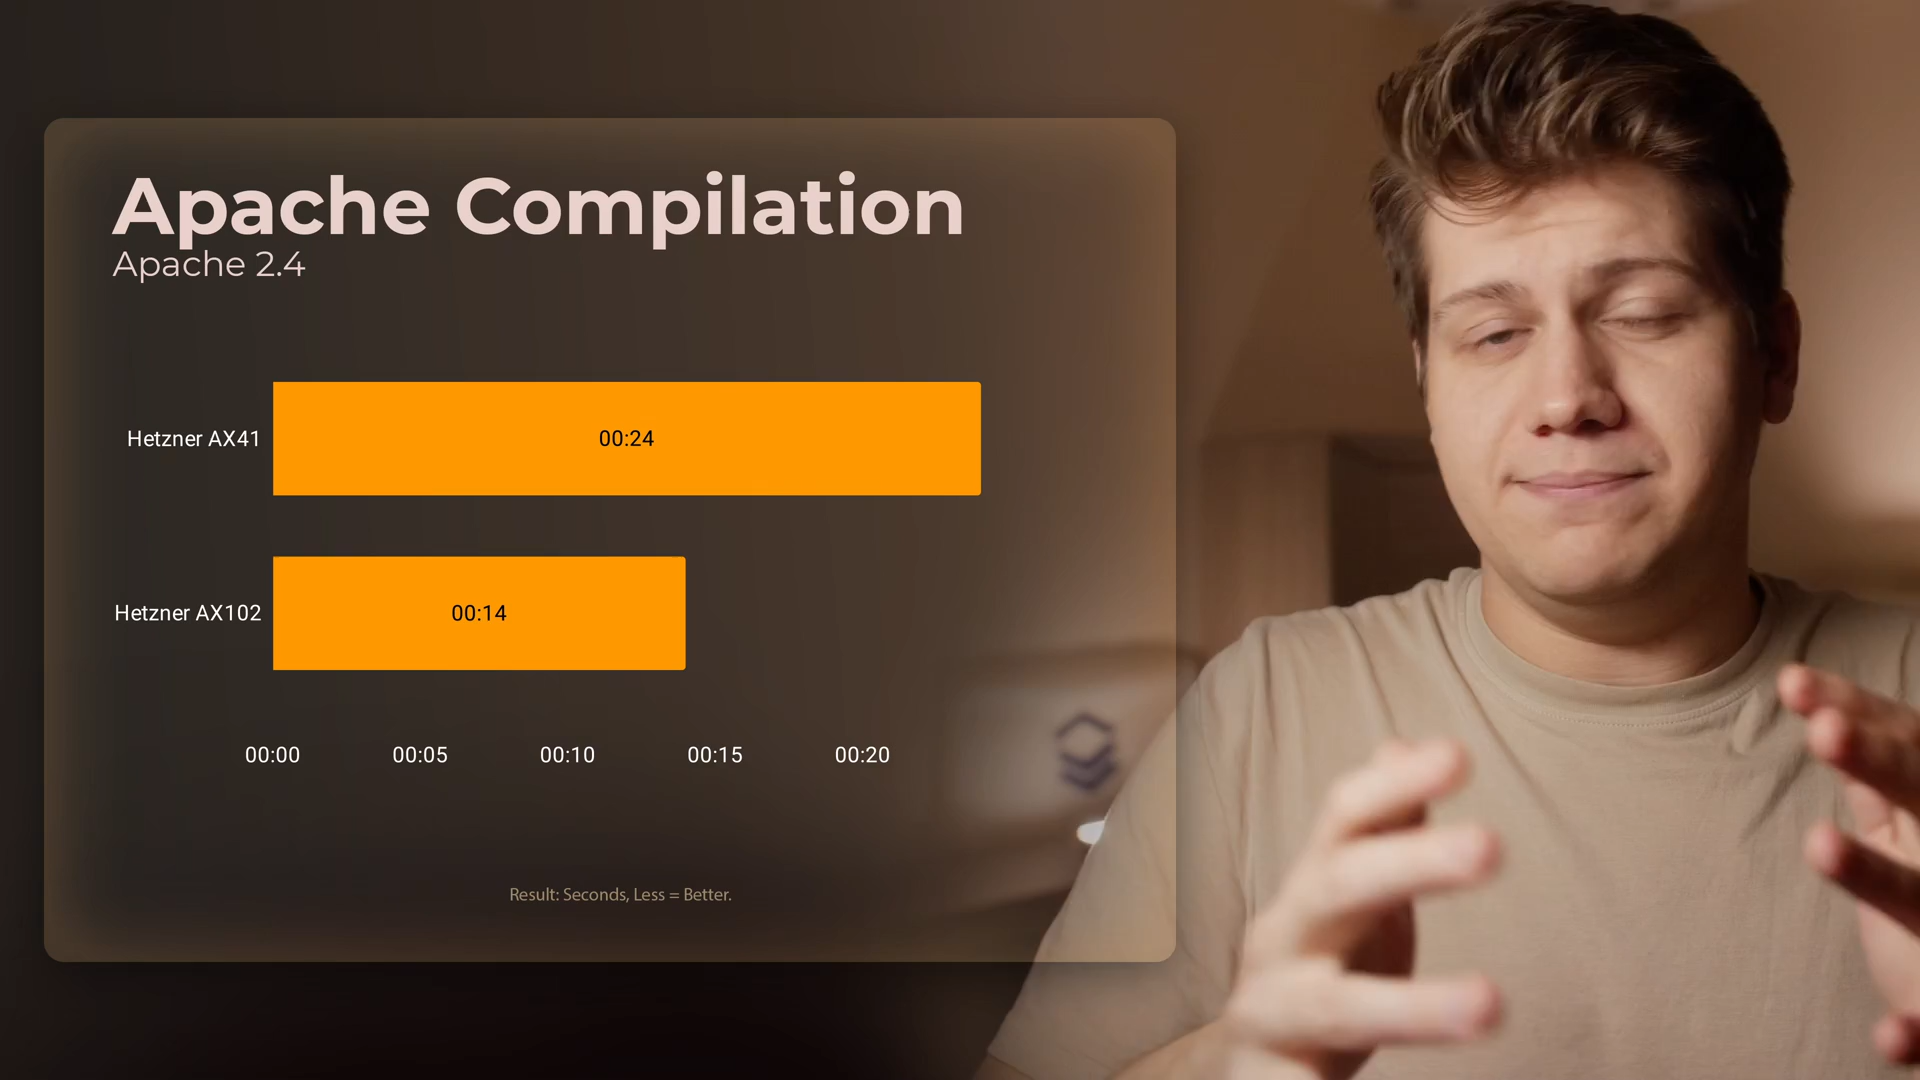 Apache Compilation
Apache 2.4
Hetzner AX41
00:24
Hetzner AX102
00:14
00:00 00:05 00:10 00:15 00:20
Result: Seconds, Less = Better.